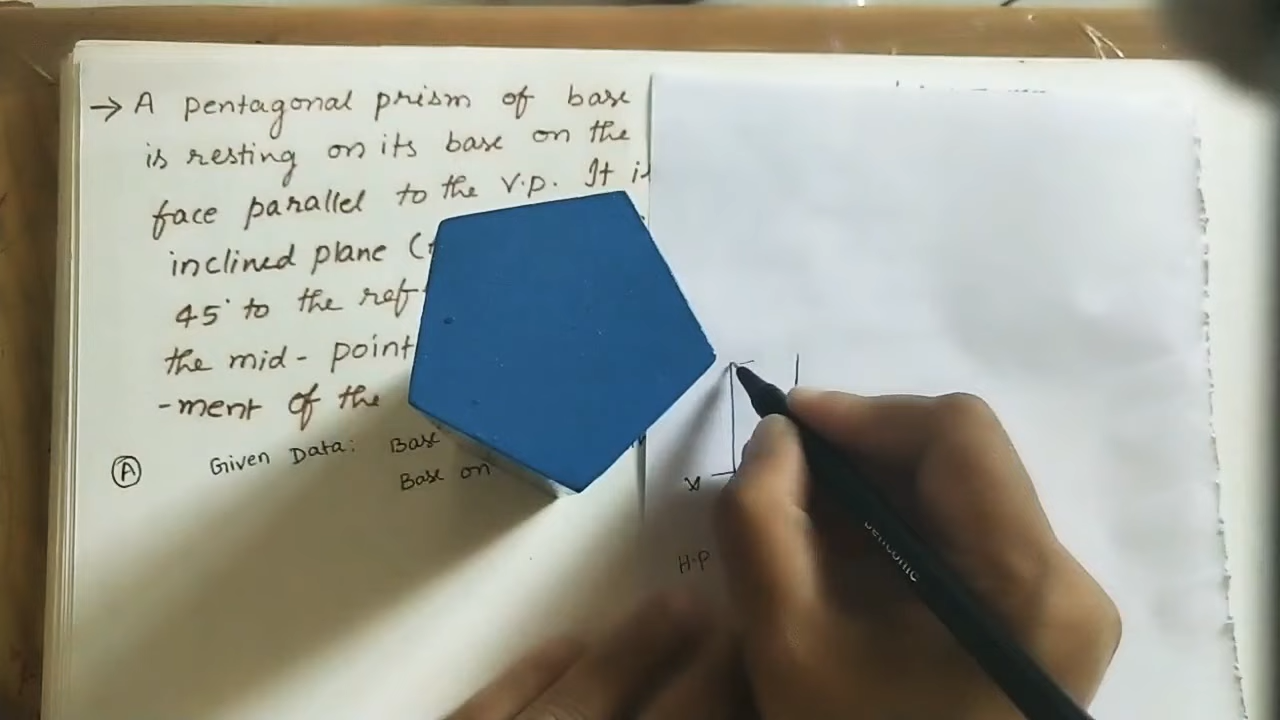 → A pentagonal prism of base
is resting on its base on the
face parallel to the v.p. It
inclined plane (
45° to the ref-
the mid-point
-ment of the
(A) Given Data: Base
Base on
X
H.P